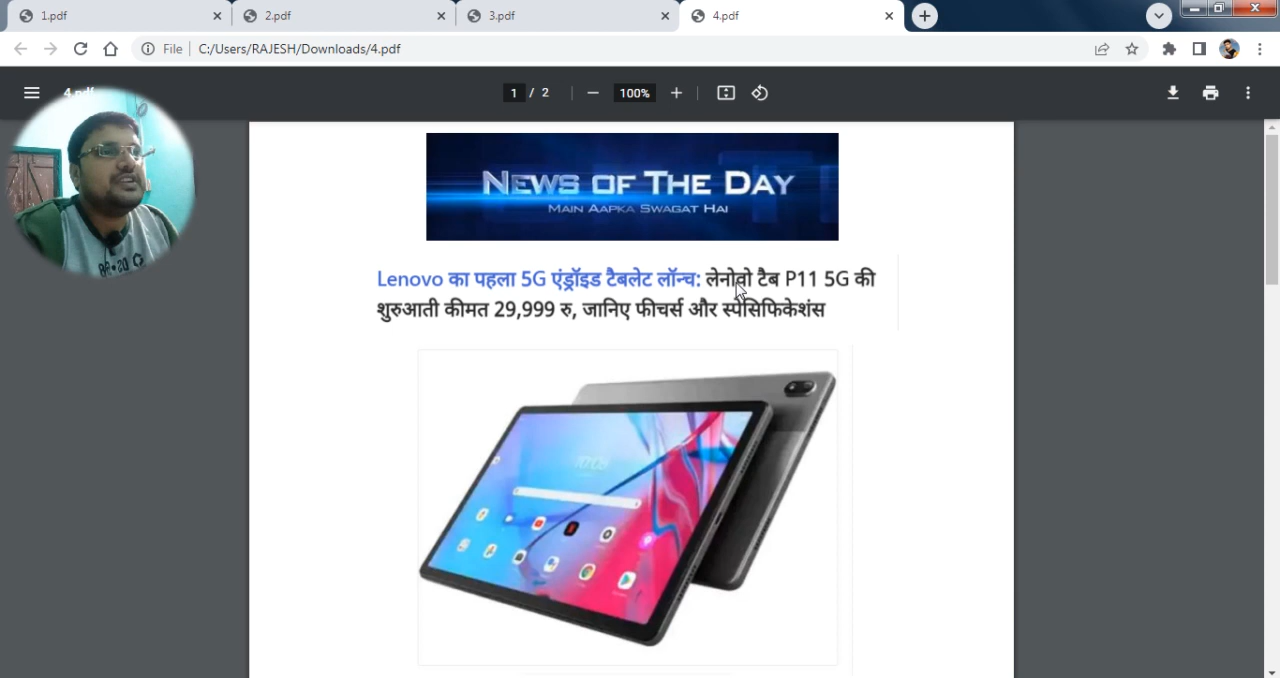 1.pdf
2.pdf
3.pdf
4.pdf
File
C:/Users/RAJESH/Downloads/4.pdf
1 / 2
100%
NEWS OF THE DAY
MAIN AAPKA SWAGAT HAI
Lenovo का पहला 5G एंड्रॉइड टैबलेट लॉन्च: लेनोवो टैब P11 5G की
शुरुआती कीमत 29,999 रु, जानिए फीचर्स और स्पेसिफिकेशंस